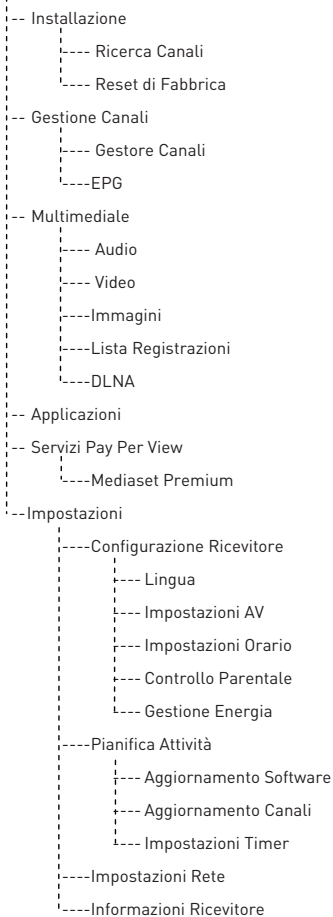 -- Installazione
---- Ricerca Canali
---- Reset di Fabbrica
-- Gestione Canali
---- Gestore Canali
----EPG
-- Multimediale
---- Audio
---- Video
----Immagini
----Lista Registrazioni
----DLNA
-- Applicazioni
-- Servizi Pay Per View
----Mediaset Premium
--Impostazioni
----Configurazione Ricevitore
---- Lingua
---- Impostazioni AV
---- Impostazioni Orario
---- Controllo Parentale
---- Gestione Energia
----Pianifica Attività
---- Aggiornamento Software
---- Aggiornamento Canali
---- Impostazioni Timer
----Impostazioni Rete
----Informazioni Ricevitore